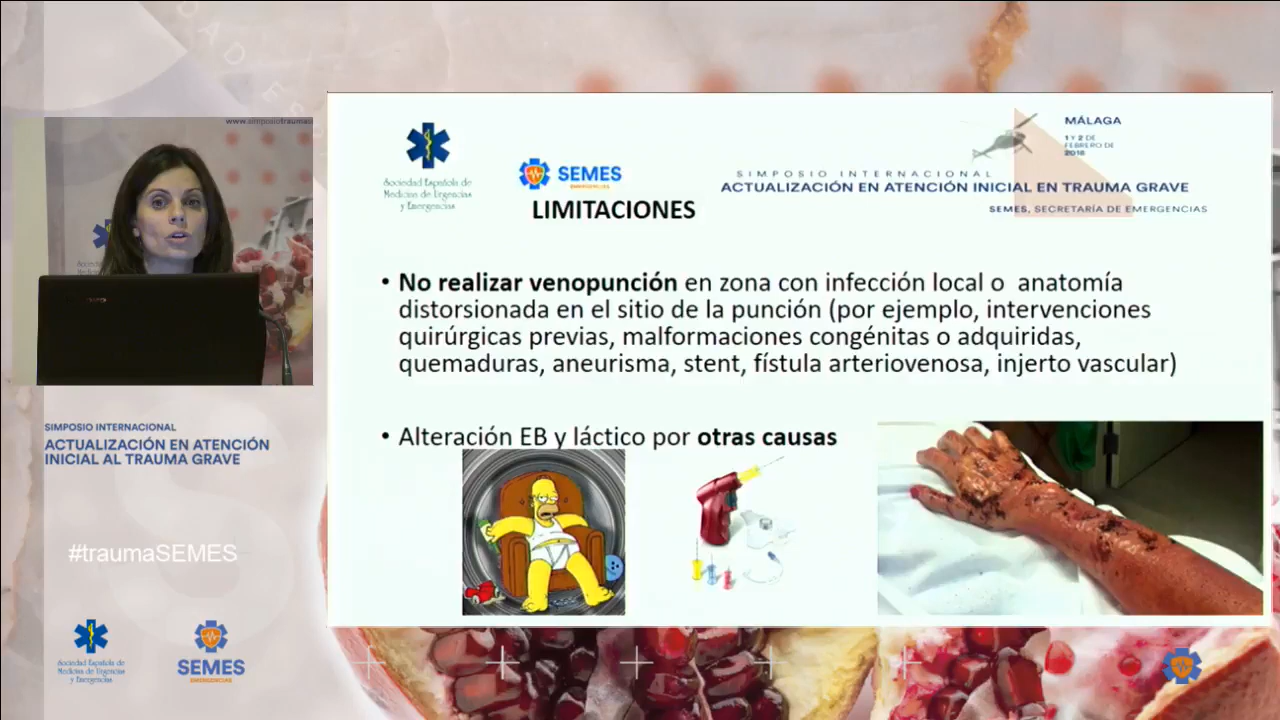 www.simposiotrauma
SIMPOSIO INTERNACIONAL
ACTUALIZACIÓN EN ATENCIÓN
INICIAL AL TRAUMA GRAVE
#traumaSEMES
Sociedad Española de
Medicina de Urgencias
y Emergencias
SEMES
EMERGENCIAS
Sociedad Española de
Medicina de Urgencias
y Emergencias
SEMES
EMERGENCIAS
SIMPOSIO INTERNACIONAL
ACTUALIZACIÓN EN ATENCIÓN INICIAL EN TRAUMA GRAVE
SEMES, SECRETARÍA DE EMERGENCIAS
MÁLAGA
1 Y 2 DE
FEBRERO DE
2018
LIMITACIONES
• No realizar venopunción en zona con infección local o anatomía
distorsionada en el sitio de la punción (por ejemplo, intervenciones
quirúrgicas previas, malformaciones congénitas o adquiridas,
quemaduras, aneurisma, stent, fístula arteriovenosa, injerto vascular)
• Alteración EB y láctico por otras causas